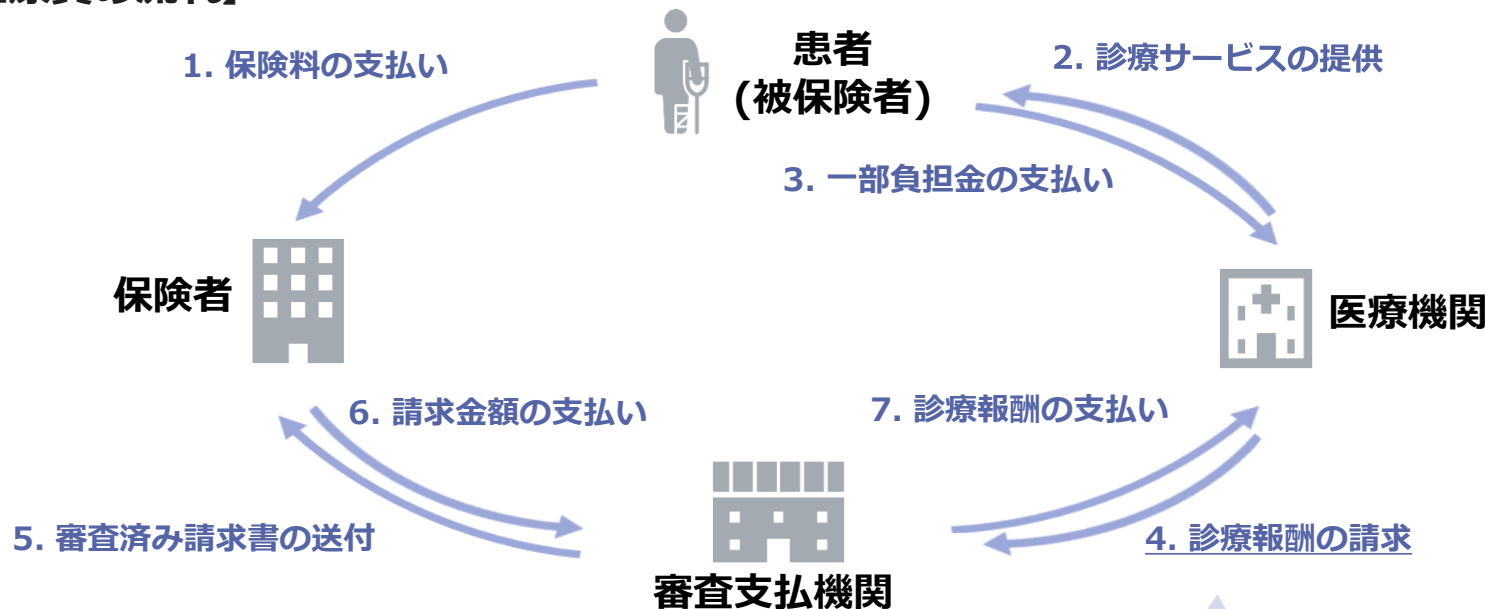 1. 保険料の支払い
患者
(被保険者)
2. 診療サービスの提供
3. 一部負担金の支払い
保険者
医療機関
6. 請求金額の支払い
7. 診療報酬の支払い
5. 審査済み請求書の送付
4. 診療報酬の請求
審査支払機関